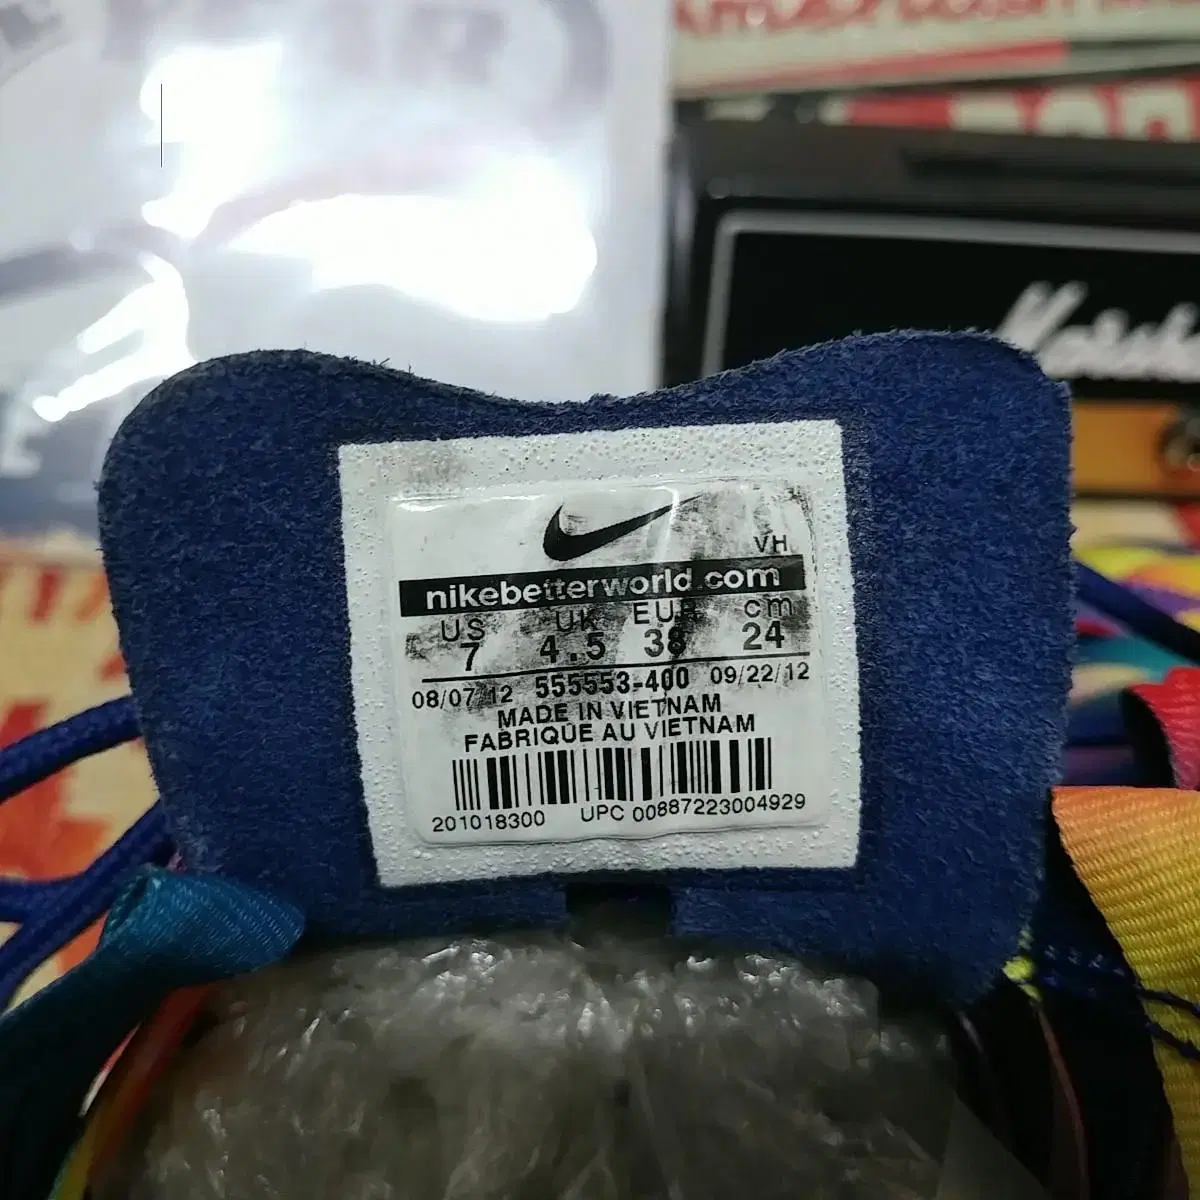 VH
nikebetterworld.com
US UK EUR cm
7 4.5 38 24
08/07/12 555553-400 09/22/12
MADE IN VIETNAM
FABRIQUE AU VIETNAM
201018300 UPC 00887223004929